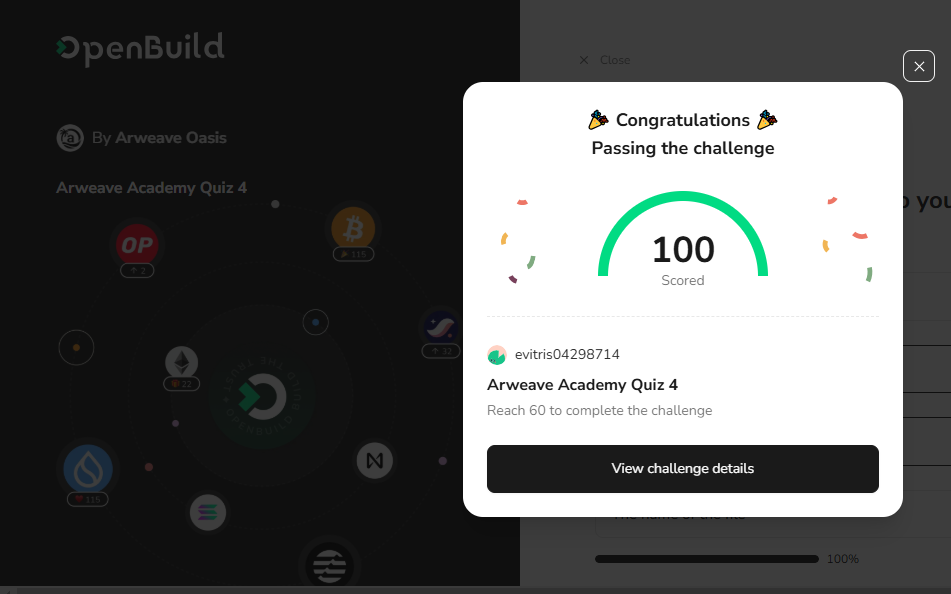 OpenBuild
Close
By Arweave Oasis
Arweave Academy Quiz 4
OP
2
115
32
22
115
🎉 Congratulations 🎉
Passing the challenge
100
Scored
evitris04298714
Arweave Academy Quiz 4
Reach 60 to complete the challenge
View challenge details
100%